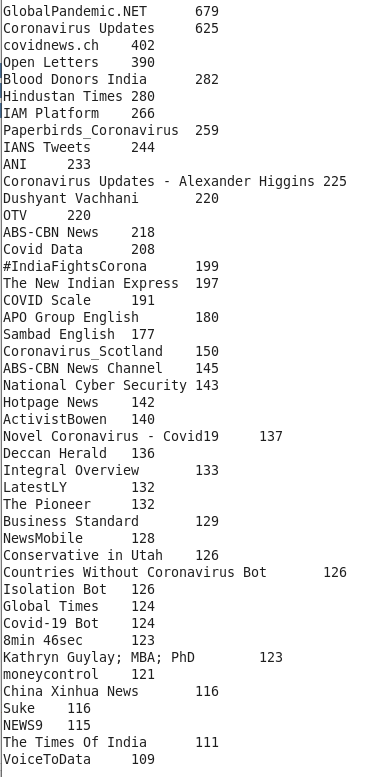 GlobalPandemic.NET 679
Coronavirus Updates 625
covidnews.ch 402
Open Letters 390
Blood Donors India 282
Hindustan Times 280
IAM Platform 266
Paperbirds_Coronavirus 259
IANS Tweets 244
ANI 233
Coronavirus Updates - Alexander Higgins 225
Dushyant Vachhani 220
OTV 220
ABS-CBN News 218
Covid Data 208
#IndiaFightsCorona 199
The New Indian Express 197
COVID Scale 191
APO Group English 180
Sambad English 177
Coronavirus_Scotland 150
ABS-CBN News Channel 145
National Cyber Security 143
Hotpage News 142
ActivistBowen 140
Novel Coronavirus - Covid19 137
Deccan Herald 136
Integral Overview 133
LatestLY 132
The Pioneer 132
Business Standard 129
NewsMobile 128
Conservative in Utah 126
Countries Without Coronavirus Bot 126
Isolation Bot 126
Global Times 124
Covid-19 Bot 124
8min 46sec 123
Kathryn Guylay; MBA; PhD 123
moneycontrol 121
China Xinhua News 116
Suke 116
NEWS9 115
The Times Of India 111
VoiceToData 109